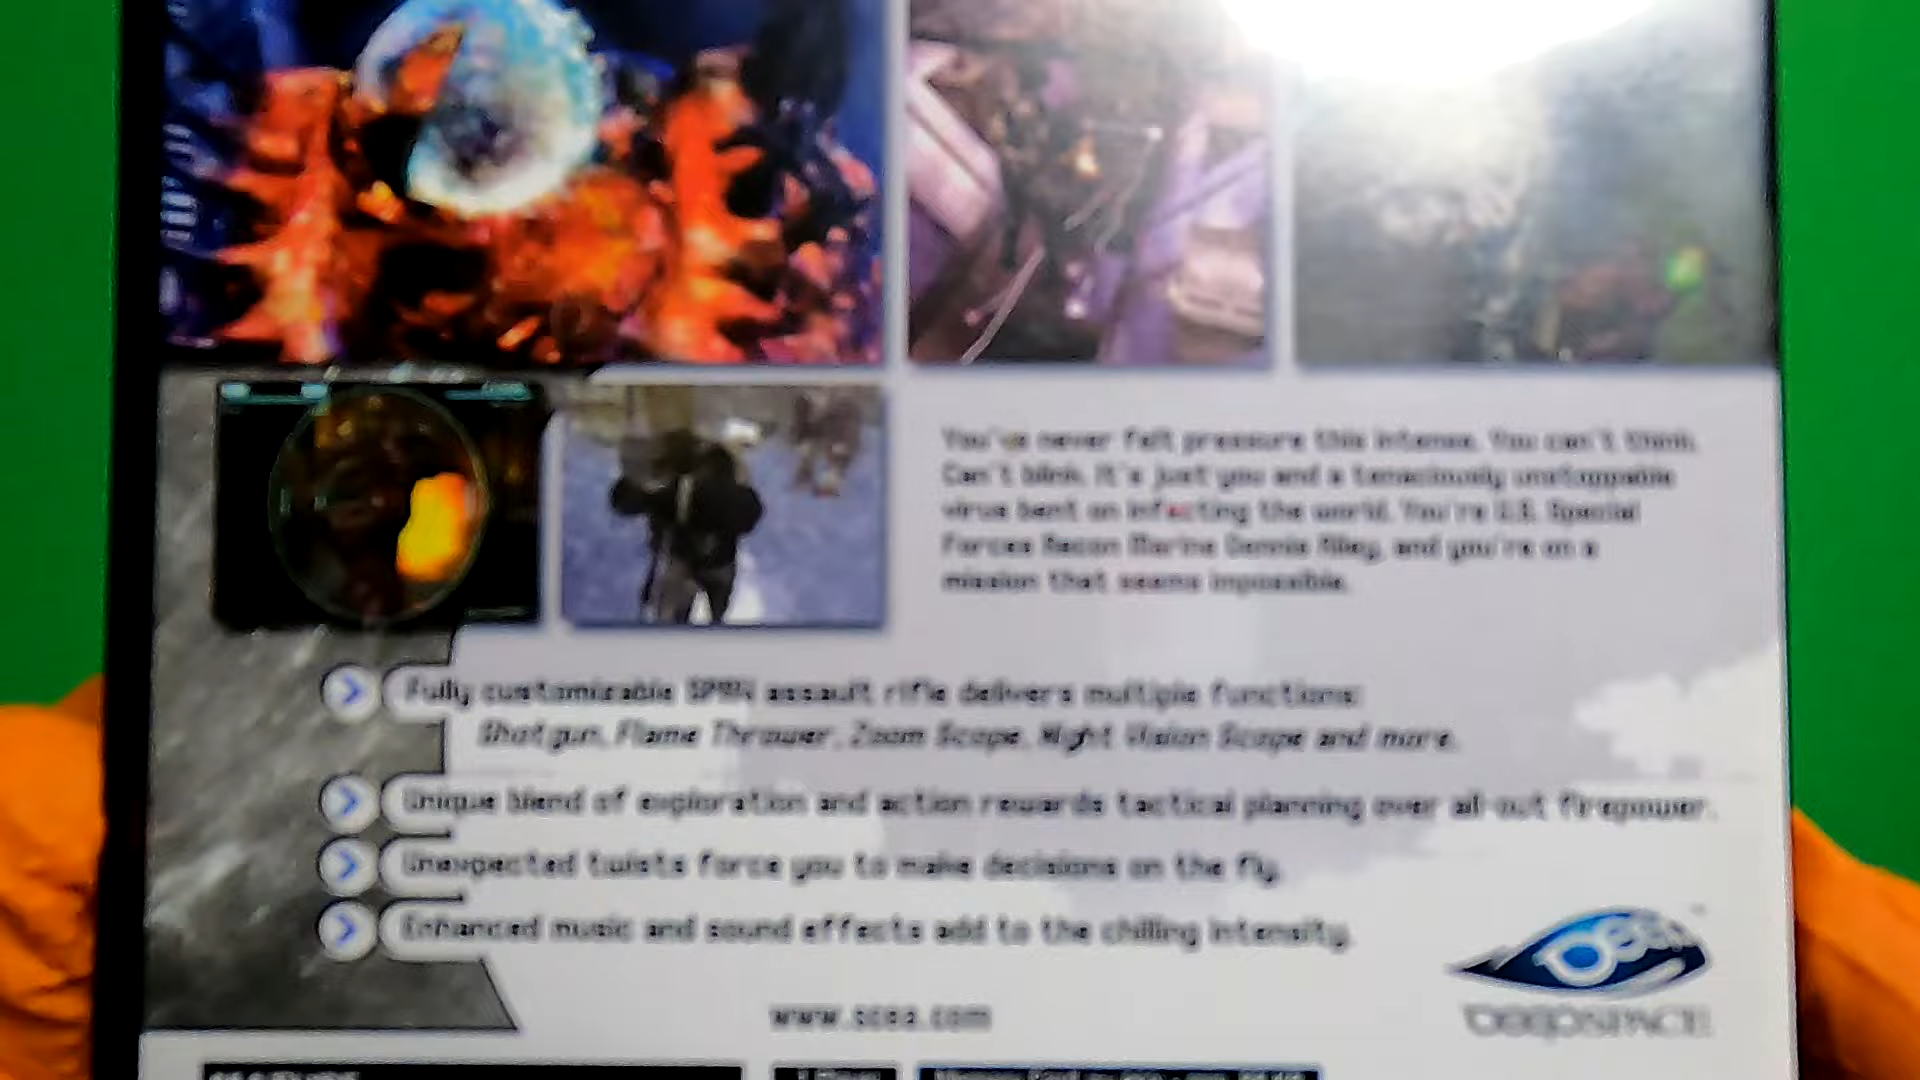 You've never felt pressure this intense. You can't think.
Can't blink. It's just you and a tenaciously unstoppable
virus bent on infecting the world. You're U.S. Special
Forces Recon Marine Dennis Riley, and you're on a
mission that seems impossible.
Fully customizable SPRN assault rifle delivers multiple functions:
Shotgun, Flame Thrower, Zoom Scope, Night Vision Scope and more.
Unique blend of exploration and action rewards tactical planning over all-out firepower.
Unexpected twists force you to make decisions on the fly.
Enhanced music and sound effects add to the chilling intensity.
www.scea.com
Deep
DeepSpace